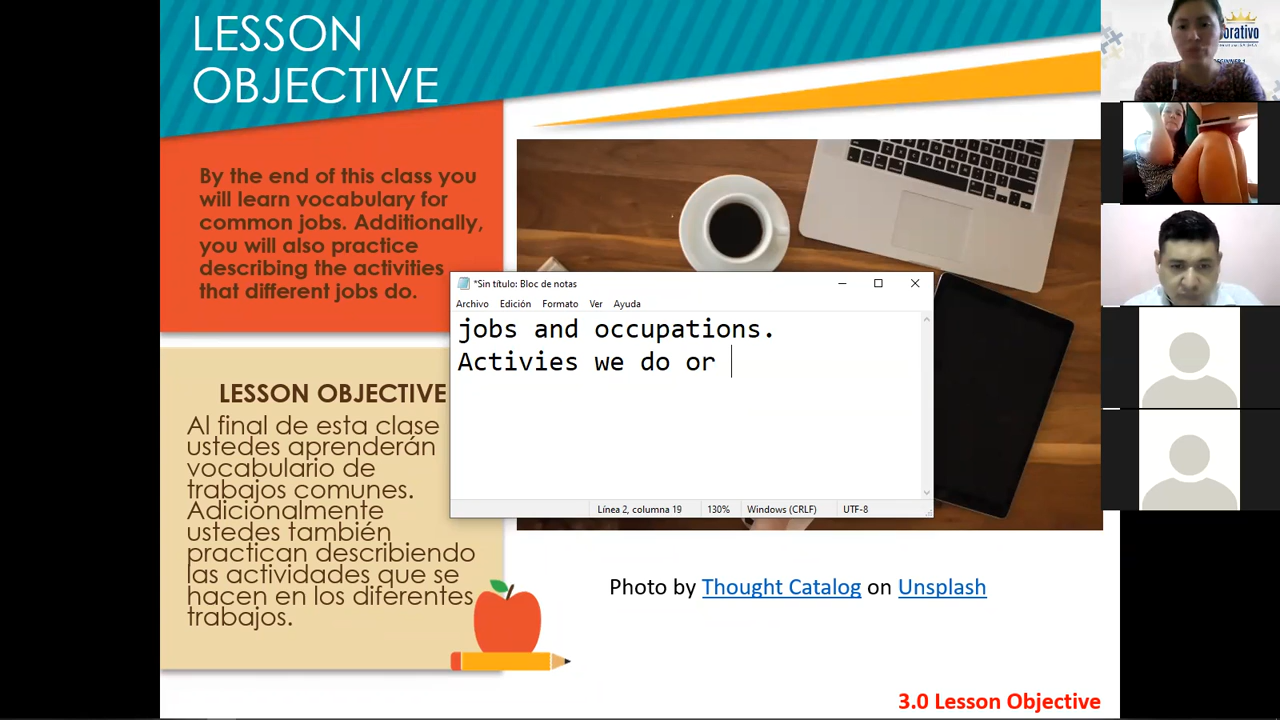 LESSON
OBJECTIVE
By the end of this class you
will learn vocabulary for
common jobs. Additionally,
you will also practice
describing the activities
that different jobs do.
LESSON OBJECTIVE
Al final de esta clase
ustedes aprenderán
vocabulario de
trabajos comunes.
Adicionalmente
ustedes también
practican describiendo
las actividades que se
hacen en los diferentes
trabajos.
*Sin título: Bloc de notas
Archivo Edición Formato Ver Ayuda
jobs and occupations.
Activies we do or
Línea 2, columna 19 130% Windows (CRLF) UTF-8
Photo by Thought Catalog on Unsplash
3.0 Lesson Objective